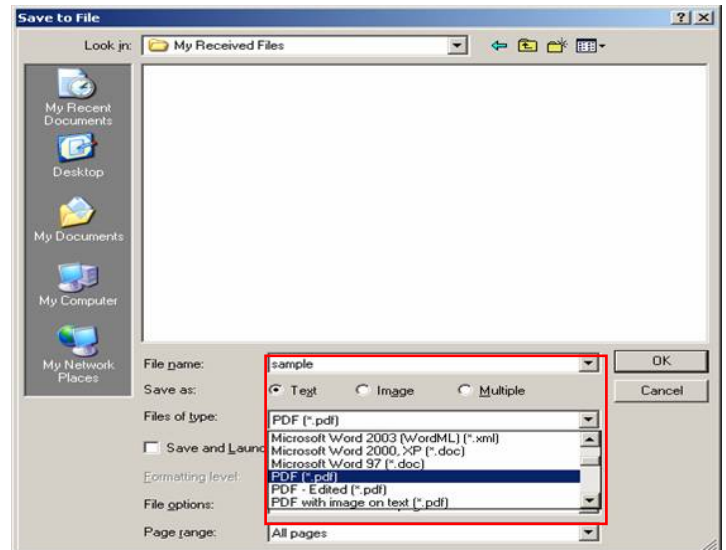 Save to File
Look in: My Received Files
My Recent
Documents
Desktop
My Documents
My Computer
My Network
Places
File name: sample OK
Save as: Text Image Multiple Cancel
Files of type: PDF (*.pdf)
Microsoft Word 2003 (WordML) (*.xml)
Save and Launc Microsoft Word 2000, XP (*.doc)
Microsoft Word 97 (*.doc)
Formatting level: PDF (*.pdf)
PDF - Edited (*.pdf)
File options: PDF with image on text (*.pdf)
Page range: All pages